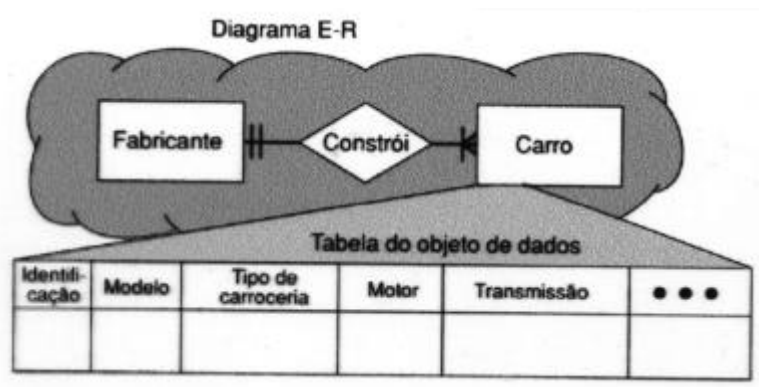 Diagrama E-R
Fabricante
Constrói
Carro
Tabela do objeto de dados
Identifi-
cação
Modelo
Tipo de
carroceria
Motor
Transmissão
● ● ●